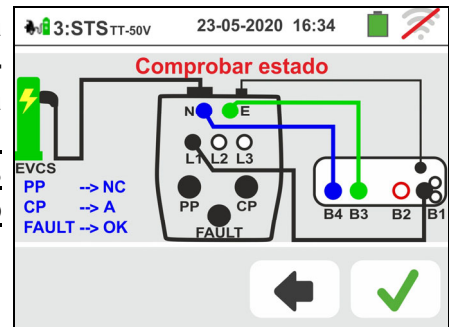 3:STS TT-50V 23-05-2020 16:34
Comprobar estado
N E
L1 L2 L3
EVCS
PP --> NC
CP --> A
FAULT --> OK
PP CP
FAULT
B4 B3 B2 B1